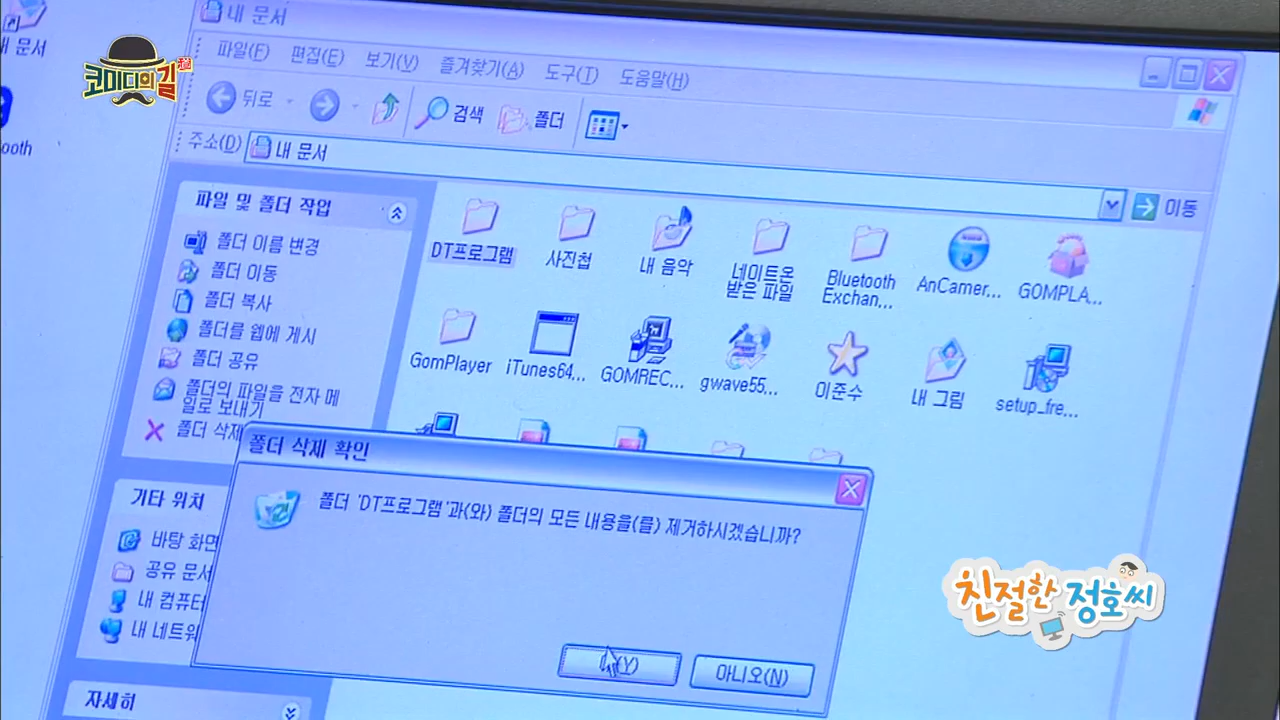 내 문서
내 문서
코미디의 길
파일(F) 편집(E) 보기(V) 즐겨찾기(A) 도구(T) 도움말(H)
뒤로 검색 폴더
ooth
주소(D) 내 문서 이동
파일 및 폴더 작업
폴더 이름 변경
폴더 이동
폴더 복사
폴더를 웹에 게시
폴더 공유
폴더의 파일을 전자 메
일로 보내기
폴더 삭제
DT프로그램 사진첩 내 음악 네이트온
받은 파일 Bluetooth
Exchan... AnCamer... GOMPLA...
GomPlayer iTunes64... GOMREC... gwave55... 이준수 내 그림 setup_fre...
폴더 삭제 확인
폴더 'DT프로그램'과(와) 폴더의 모든 내용을(를) 제거하시겠습니까?
(Y) 아니오(N)
기타 위치
바탕 화면
공유 문서
내 컴퓨터
내 네트워
자세히
친절한 정호씨